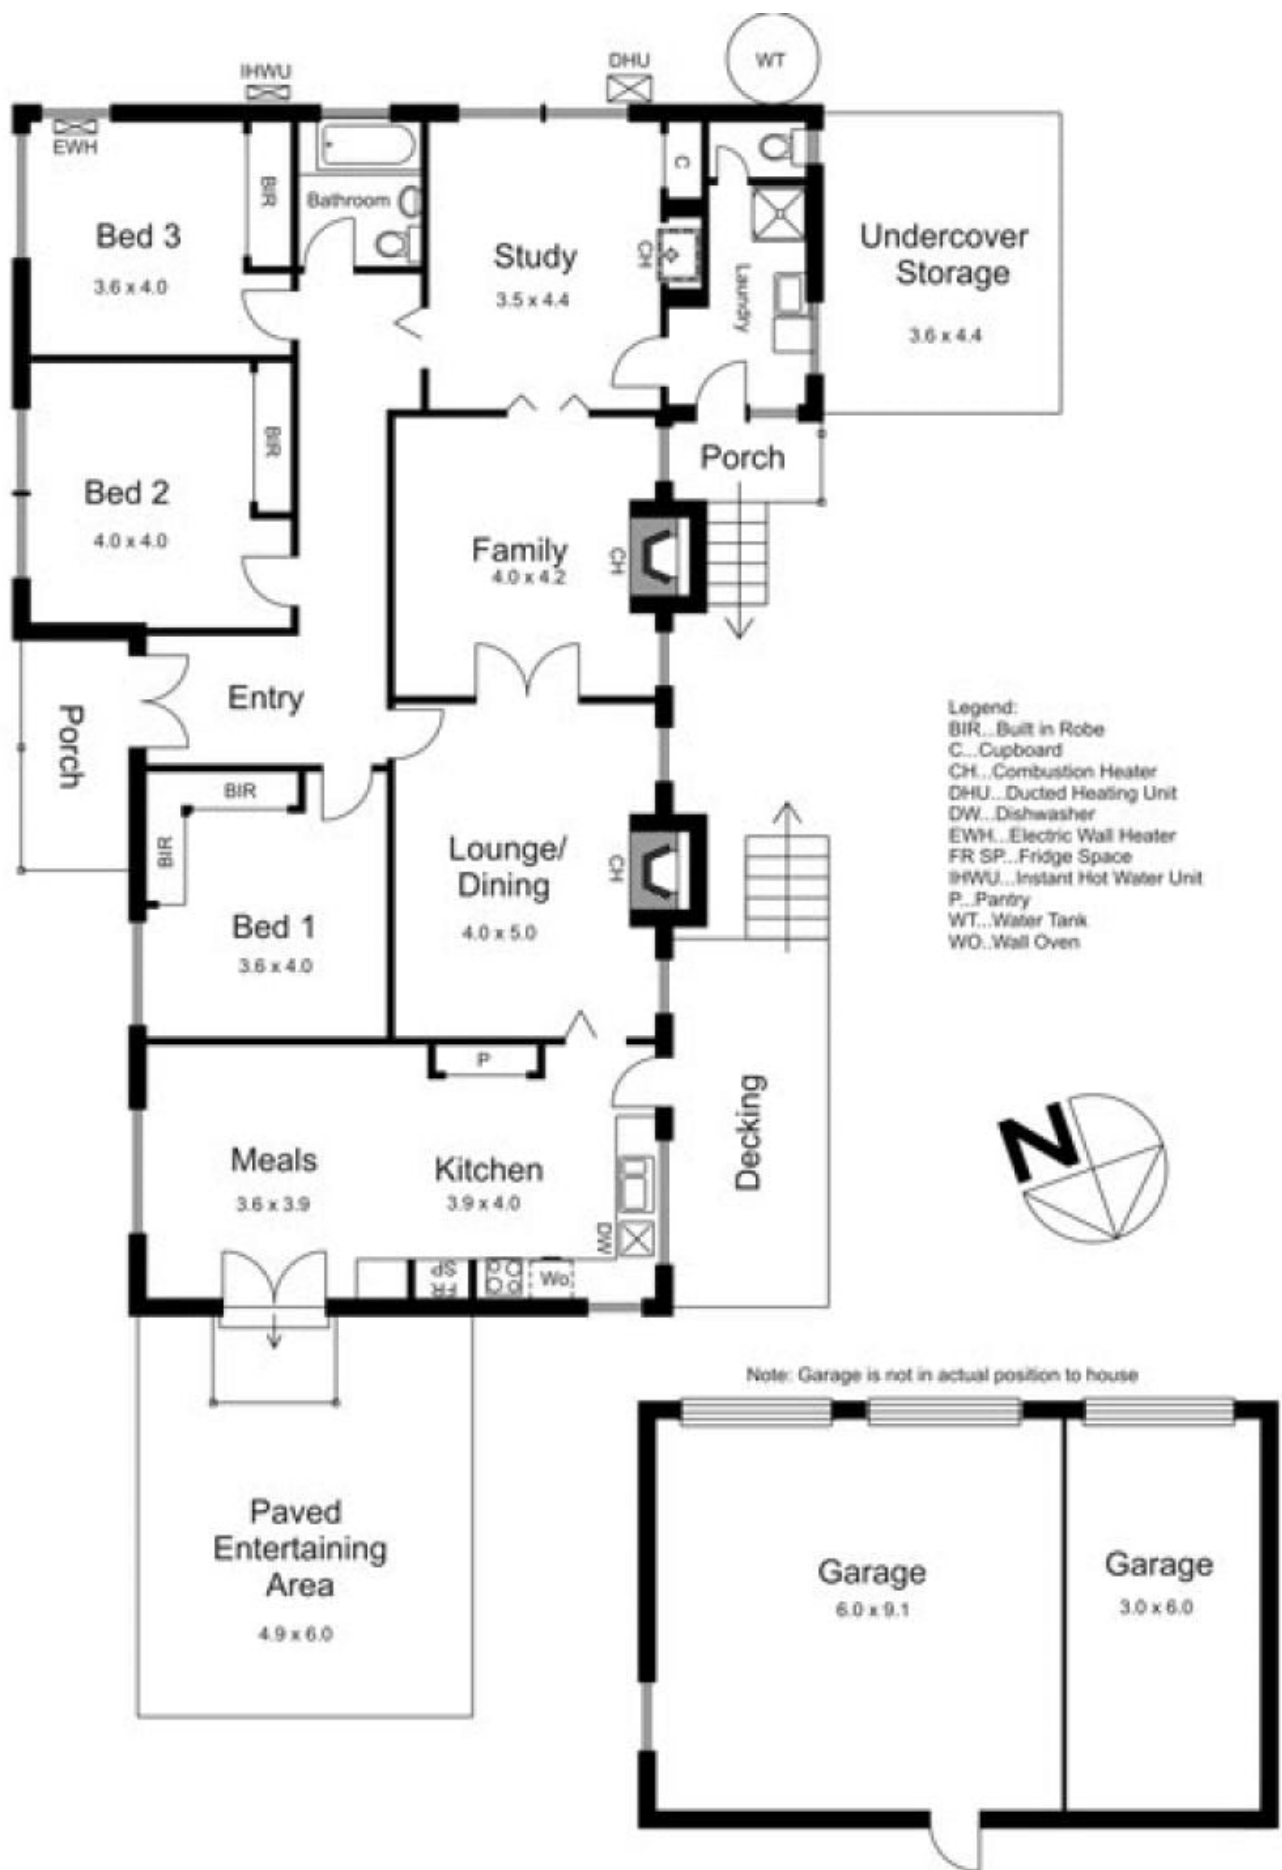 IHWU
DHU
WT
EWH
BIR
Bathroom
C
Bed 3
3.6 x 4.0
Study
3.5 x 4.4
CH
Laundry
Undercover
Storage
3.6 x 4.4
BIR
Bed 2
4.0 x 4.0
Family
4.0 x 4.2
CH
Porch
Entry
Porch
BIR
BIR
Bed 1
3.6 x 4.0
Lounge/
Dining
4.0 x 5.0
CH
Legend:
BIR...Built in Robe
C...Cupboard
CH...Combustion Heater
DHU...Ducted Heating Unit
DW...Dishwasher
EWH...Electric Wall Heater
FR SP...Fridge Space
IHWU...Instant Hot Water Unit
P...Pantry
WT...Water Tank
WO..Wall Oven
P
Meals
3.6 x 3.9
Kitchen
3.9 x 4.0
DW
FR
SP
Wo
Decking
N
Note: Garage is not in actual position to house
Paved
Entertaining
Area
4.9 x 6.0
Garage
6.0 x 9.1
Garage
3.0 x 6.0